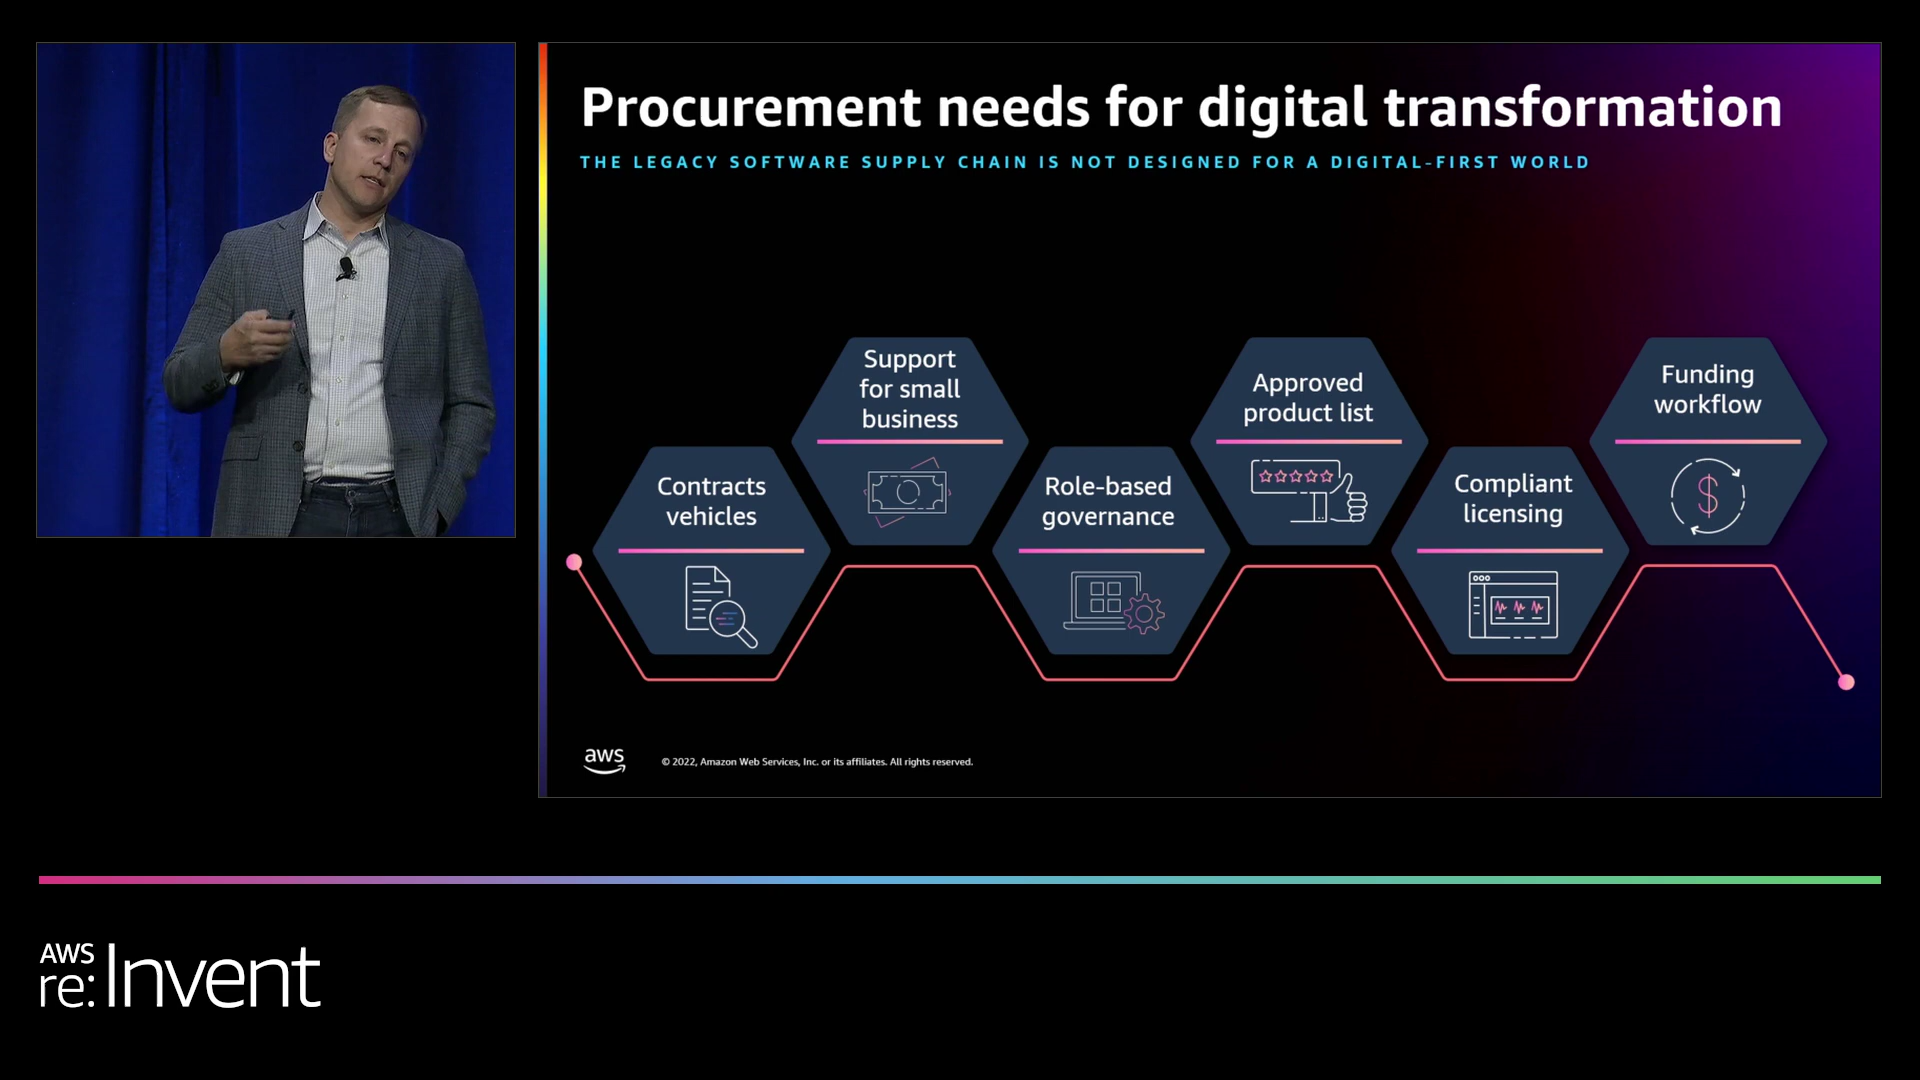 Procurement needs for digital transformation
THE LEGACY SOFTWARE SUPPLY CHAIN IS NOT DESIGNED FOR A DIGITAL-FIRST WORLD
Contracts
vehicles
Support
for small
business
Role-based
governance
Approved
product list
Compliant
licensing
Funding
workflow
$
aws
© 2022, Amazon Web Services, Inc. or its affiliates. All rights reserved.
AWS
re:Invent